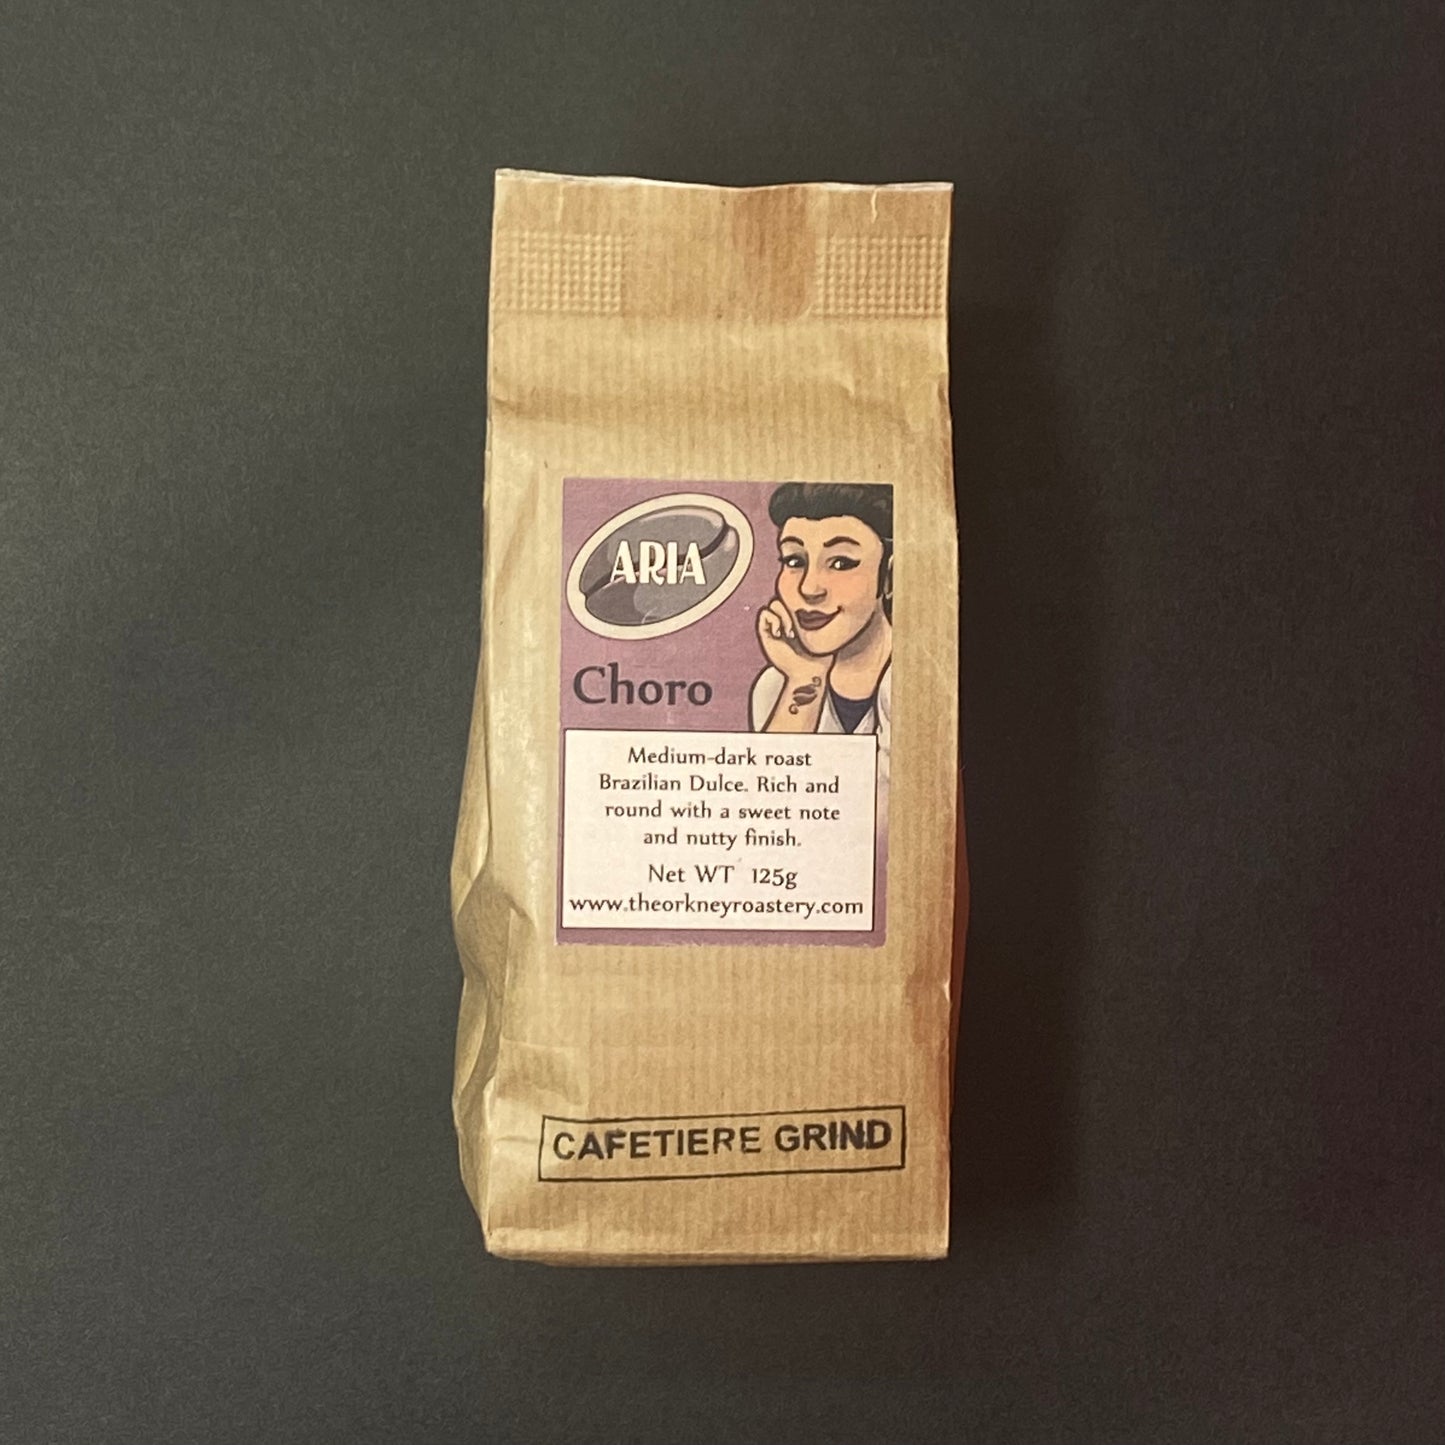 ARIA
Choro
Medium-dark roast
Brazilian Dulce. Rich and
round with a sweet note
and nutty finish.
Net WT 125g
www.theorkneyroastery.com
CAFETIERE GRIND